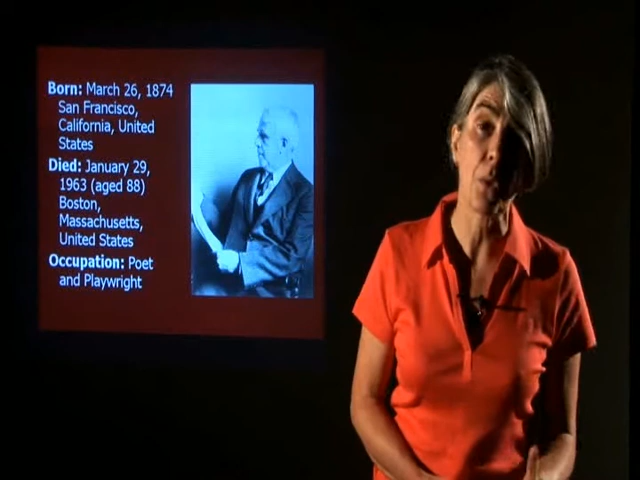 Born: March 26, 1874
San Francisco,
California, United
States
Died: January 29,
1963 (aged 88)
Boston,
Massachusetts,
United States
Occupation: Poet
and Playwright